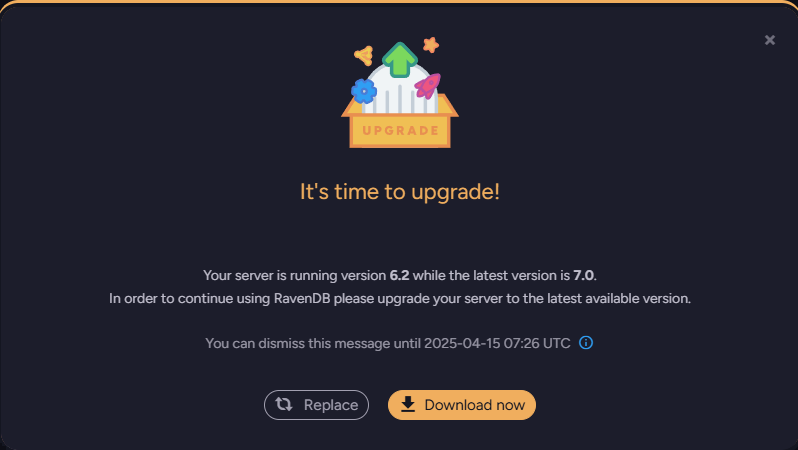 UPGRADE
It's time to upgrade!
Your server is running version 6.2 while the latest version is 7.0.
In order to continue using RavenDB please upgrade your server to the latest available version.
You can dismiss this message until 2025-04-15 07:26 UTC
Replace
Download now